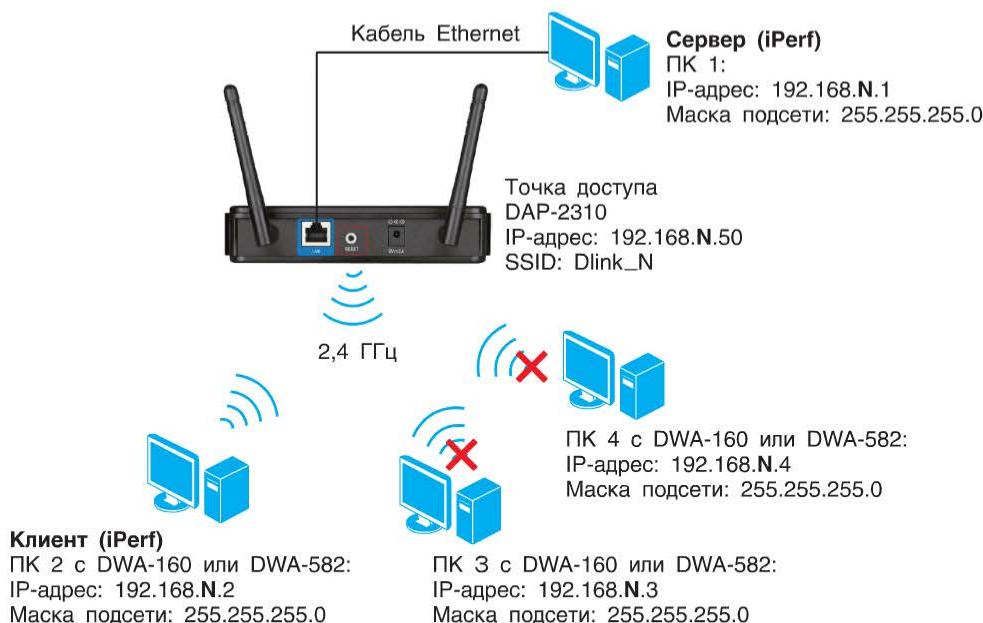 Кабель Ethernet
Сервер (iPerf)
ПК 1:
IP-адрес: 192.168.N.1
Маска подсети: 255.255.255.0
Точка доступа
DAP-2310
IP-адрес: 192.168.N.50
SSID: Dlink_N
LAN
RESET
2,4 ГГц
ПК 4 с DWA-160 или DWA-582:
IP-адрес: 192.168.N.4
Маска подсети: 255.255.255.0
Клиент (iPerf)
ПК 2 с DWA-160 или DWA-582:
IP-адрес: 192.168.N.2
Маска подсети: 255.255.255.0
ПК 3 с DWA-160 или DWA-582:
IP-адрес: 192.168.N.3
Маска подсети: 255.255.255.0